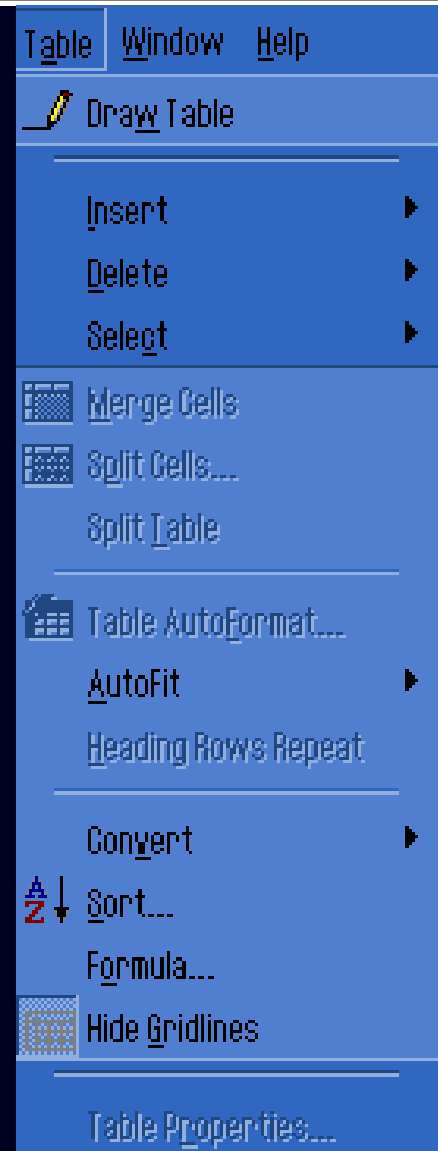 Table Window Help
Draw Table
Insert
Delete
Select
Merge Cells
Split Cells...
Split Table
Table AutoFormat...
AutoFit
Heading Rows Repeat
Convert
A
Z
Sort...
Formula...
Hide Gridlines
Table Properties...